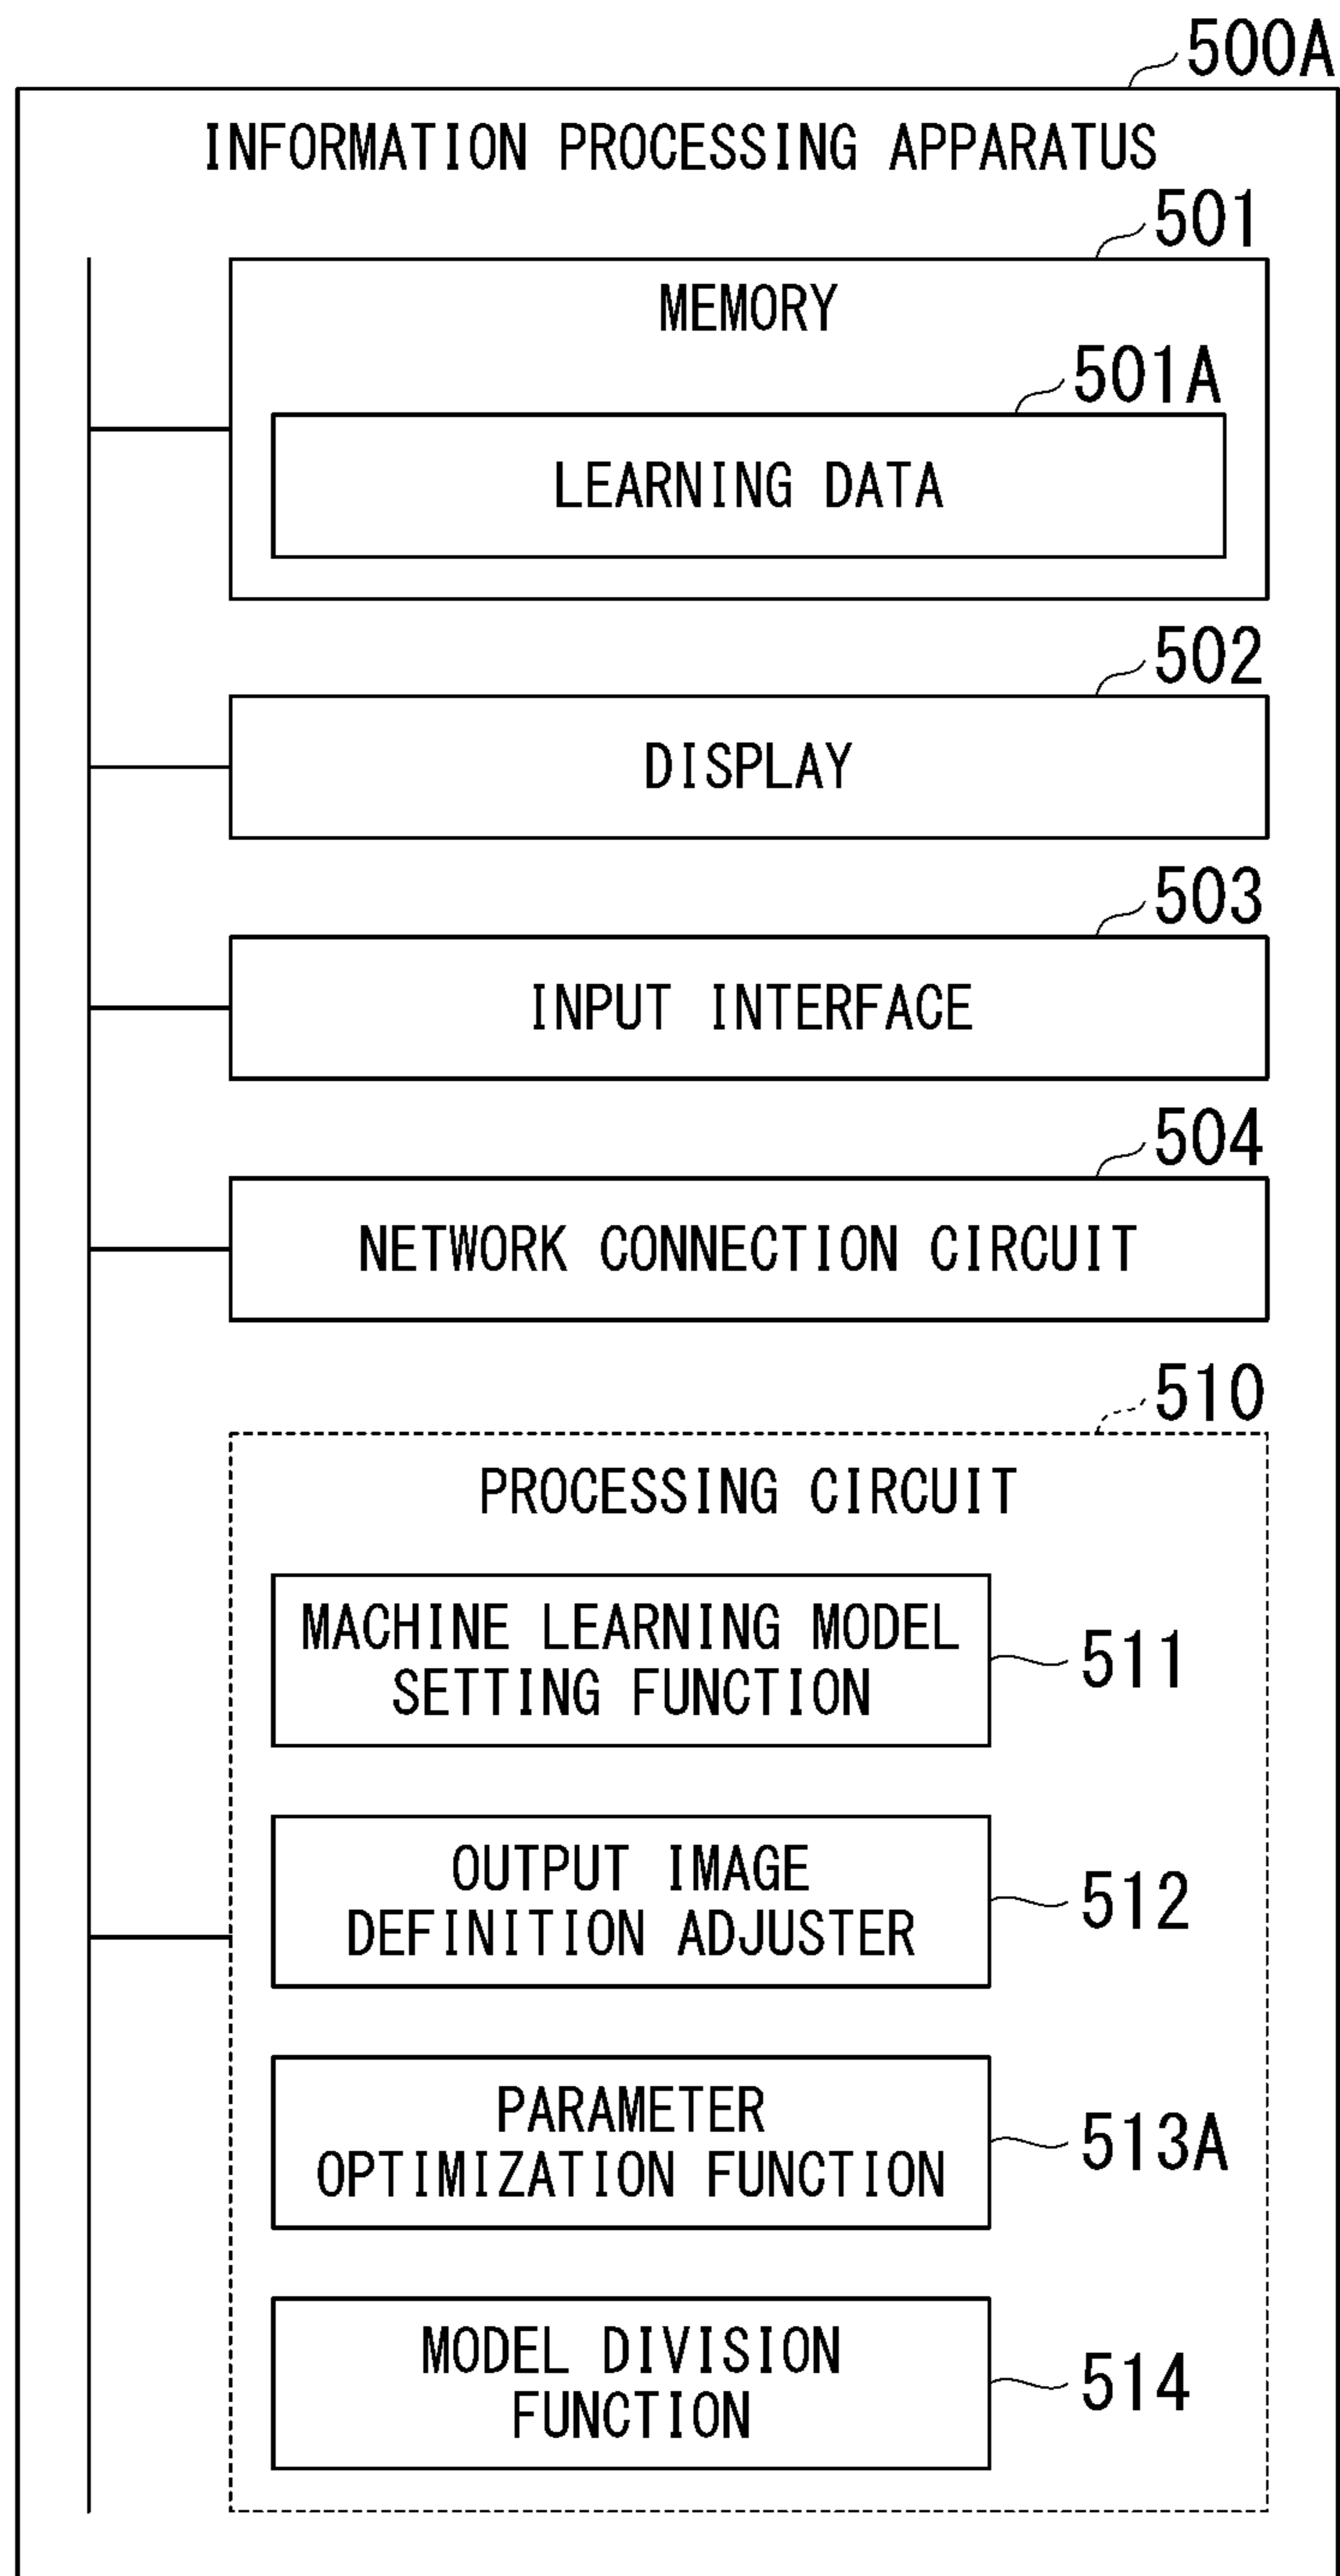 500A
INFORMATION PROCESSING APPARATUS
501
MEMORY
501A
LEARNING DATA
502
DISPLAY
503
INPUT INTERFACE
504
NETWORK CONNECTION CIRCUIT
510
PROCESSING CIRCUIT
MACHINE LEARNING MODEL
SETTING FUNCTION
511
OUTPUT IMAGE
DEFINITION ADJUSTER
512
PARAMETER
OPTIMIZATION FUNCTION
513A
MODEL DIVISION
FUNCTION
514